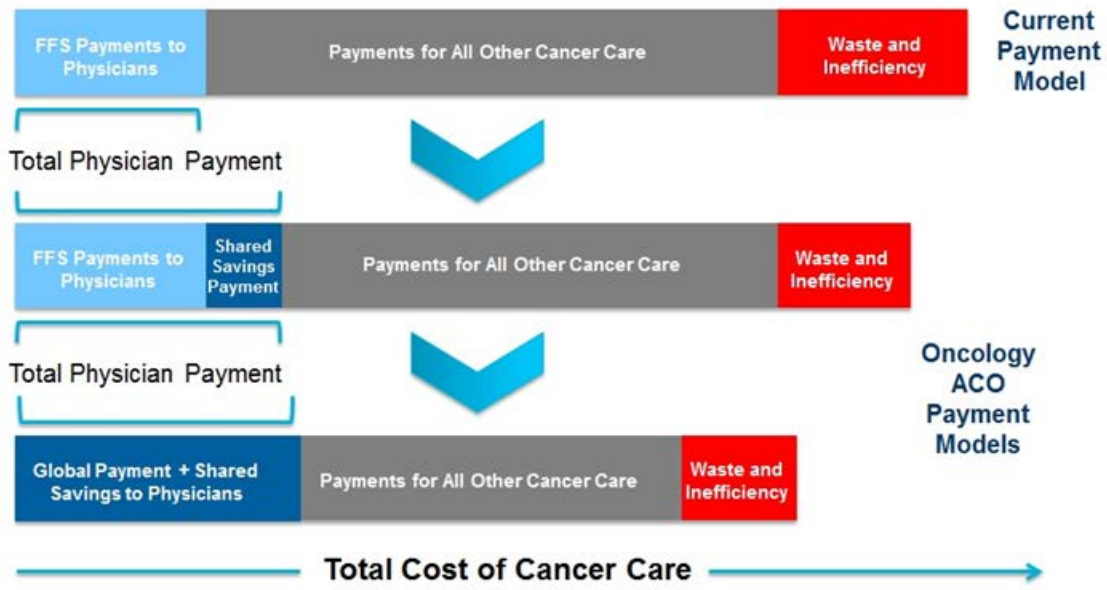 FFS Payments to
Physicians
Payments for All Other Cancer Care
Waste and
Inefficiency
Current
Payment
Model
Total Physician Payment
FFS Payments to
Physicians
Shared
Savings
Payment
Payments for All Other Cancer Care
Waste and
Inefficiency
Total Physician Payment
Oncology
ACO
Payment
Models
Global Payment + Shared
Savings to Physicians
Payments for All Other Cancer Care
Waste and
Inefficiency
Total Cost of Cancer Care